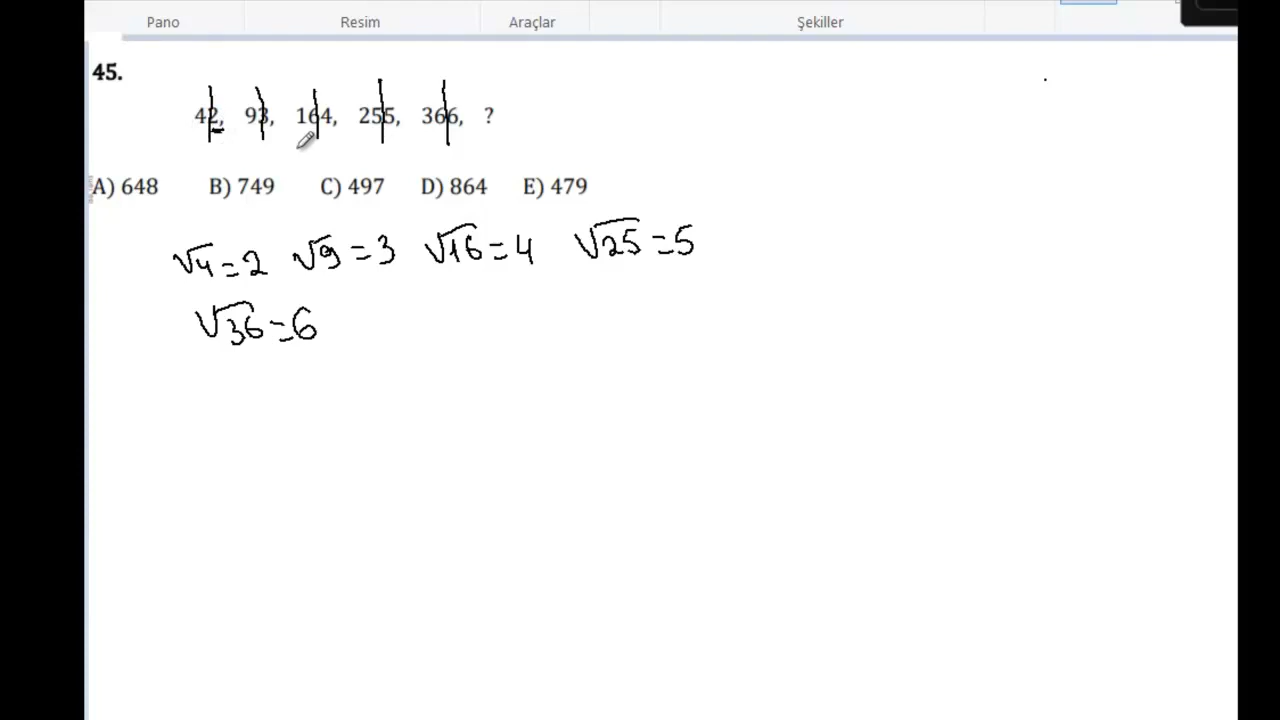 Pano Resim Araçlar Şekiller
45.
42, 93, 164, 255, 366, ?
A) 648 B) 749 C) 497 D) 864 E) 479
√4=2 √9=3 √16=4 √25=5
√36=6